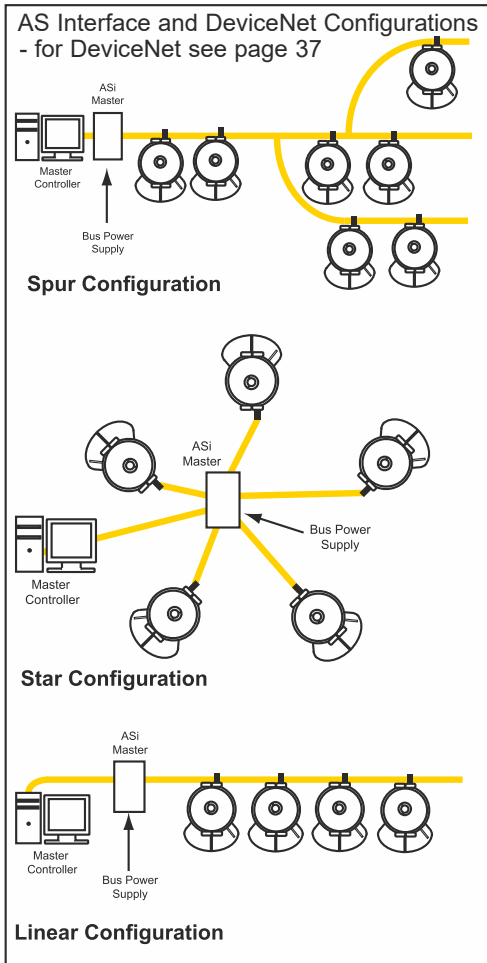 AS Interface and DeviceNet Configurations
- for DeviceNet see page 37
ASi
Master
Master
Controller
Bus Power
Supply
Spur Configuration
ASi
Master
Bus Power
Supply
Master
Controller
Star Configuration
ASi
Master
Master
Controller
Bus Power
Supply
Linear Configuration